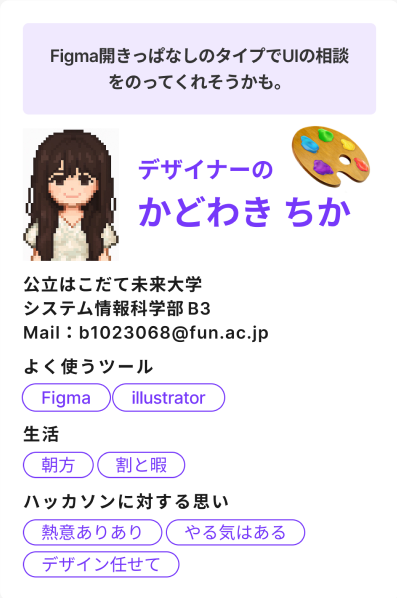 Figma開きっぱなしのタイプでUIの相談
をのってくれそうかも。
デザイナーの
かどわき ちか
公立はこだて未来大学
システム情報科学部 B3
Mail：b1023068@fun.ac.jp
よく使うツール
Figma illustrator
生活
朝方 割と暇
ハッカソンに対する思い
熱意ありあり やる気はある
デザイン任せて